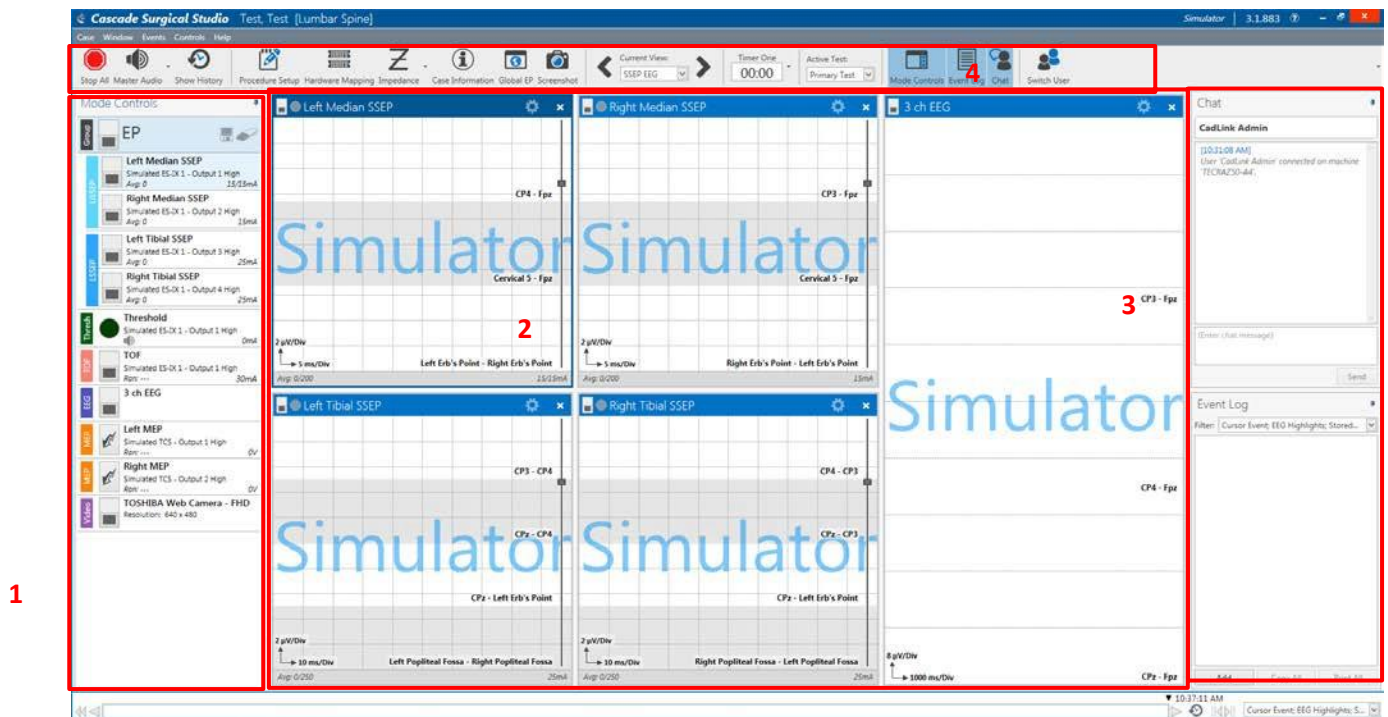 Cascade Surgical Studio Test, Test [Lumbar Spine]
Simulator 3.1.883
Case Window Events Controls Help
Stop All Master Audio Show History Procedure Setup Hardware Mapping Impedance Case Information Global EP Screenshot
Current View:
SSEP EEG
Timer One
00:00
Active Test:
Primary Test
Mode Controls Event Log Chat Switch User
4
1
Mode Controls
Group
EP
USSEP
Left Median SSEP
Simulated ES-IX 1 - Output 1 High
Avg: 0 15/15mA
Right Median SSEP
Simulated ES-IX 1 - Output 2 High
Avg: 0 15mA
LSSEP
Left Tibial SSEP
Simulated ES-IX 1 - Output 3 High
Avg: 0 25mA
Right Tibial SSEP
Simulated ES-IX 1 - Output 4 High
Avg: 0 25mA
Thresh
Threshold
Simulated ES-IX 1 - Output 1 High
0mA
TOF
TOF
Simulated ES-IX 1 - Output 1 High
Rpn: --- 30mA
EEG
3 ch EEG
MEP
Left MEP
Simulated TCS - Output 1 High
Rpn: --- 0V
MEP
Right MEP
Simulated TCS - Output 2 High
Rpn: --- 0V
Video
TOSHIBA Web Camera - FHD
Resolution: 640 x 480
2
Left Median SSEP
CP4 - Fpz
Simulator
Cervical 5 - Fpz
2 µV/Div
5 ms/Div
Left Erb's Point - Right Erb's Point
Avg: 0/200 15/15mA
Right Median SSEP
CP3 - Fpz
Simulator
Cervical 5 - Fpz
2 µV/Div
5 ms/Div
Right Erb's Point - Left Erb's Point
Avg: 0/200 15mA
Left Tibial SSEP
CP3 - CP4
Simulator
CPz - CP4
CPz - Left Erb's Point
2 µV/Div
10 ms/Div
Left Popliteal Fossa - Right Popliteal Fossa
Avg: 0/250 25mA
Right Tibial SSEP
CP4 - CP3
Simulator
CPz - CP3
CPz - Left Erb's Point
2 µV/Div
10 ms/Div
Right Popliteal Fossa - Left Popliteal Fossa
Avg: 0/250 25mA
3 ch EEG
3
CP3 - Fpz
Simulator
CP4 - Fpz
8 µV/Div
1000 ms/Div
CPz - Fpz
Chat
CadLink Admin
[10:31:08 AM]
User 'CadLink Admin' connected on machine
'TECRAZ50-44'.
(Enter chat message)
Send
Event Log
Filter: Cursor Event; EEG Highlights; Stored...
Add Copy All Print All
10:37:11 AM
Cursor Event; EEG Highlights; S...